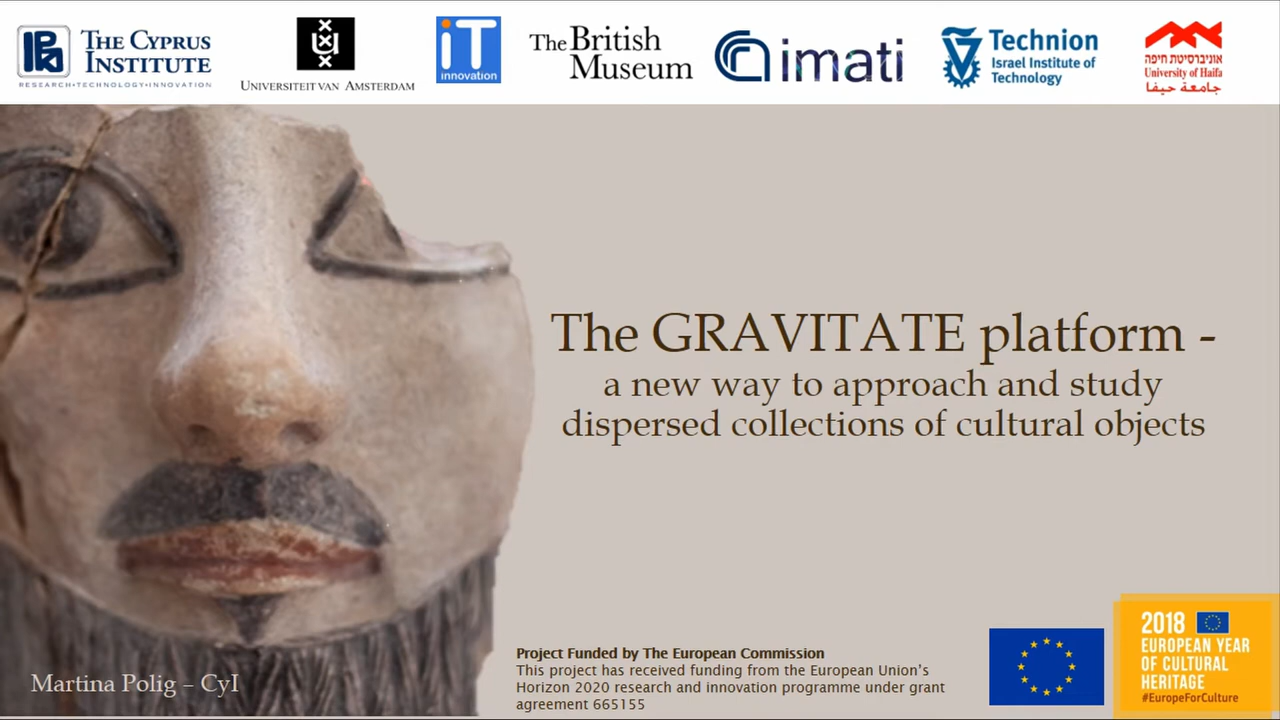 THE CYPRUS
INSTITUTE
RESEARCH•TECHNOLOGY•INNOVATION
UNIVERSITEIT VAN AMSTERDAM
iT
innovation
The British
Museum
imati
Technion
Israel Institute of
Technology
אוניברסיטת חיפה
University of Haifa
جامعة حيفا
The GRAVITATE platform -
a new way to approach and study
dispersed collections of cultural objects
Project Funded by The European Commission
This project has received funding from the European Union's
Horizon 2020 research and innovation programme under grant
agreement 665155
Martina Polig – CyI
2018
EUROPEAN YEAR
OF CULTURAL
HERITAGE
#EuropeForCulture